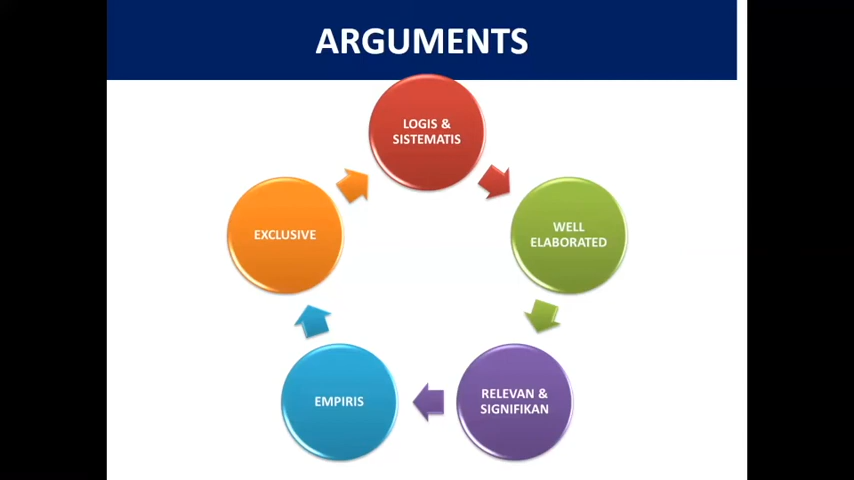 ARGUMENTS
LOGIS &
SISTEMATIS
WELL
ELABORATED
RELEVAN &
SIGNIFIKAN
EMPIRIS
EXCLUSIVE